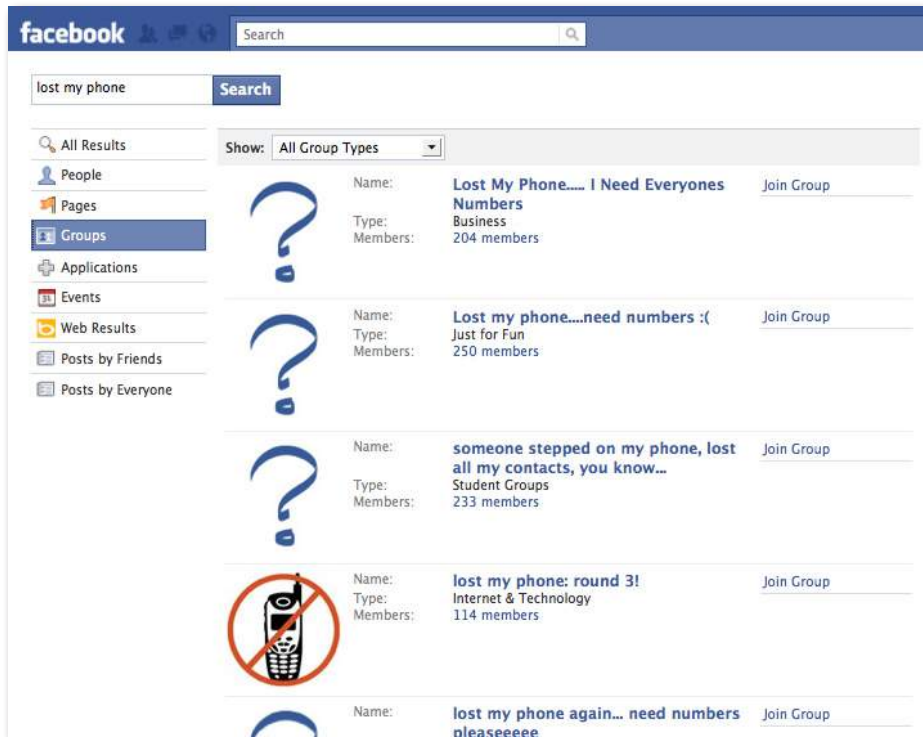 facebook
Search
lost my phone
Search
All Results
People
Pages
Groups
Applications
31
Events
Web Results
Posts by Friends
Posts by Everyone
Show: All Group Types
Name: Lost My Phone..... I Need Everyones
Numbers
Join Group
Type: Business
Members: 204 members
Name: Lost my phone....need numbers :(
Join Group
Type: Just for Fun
Members: 250 members
Name: someone stepped on my phone, lost
all my contacts, you know...
Join Group
Type: Student Groups
Members: 233 members
Name: lost my phone: round 3!
Join Group
Type: Internet & Technology
Members: 114 members
Name: lost my phone again... need numbers
pleaseeeee
Join Group